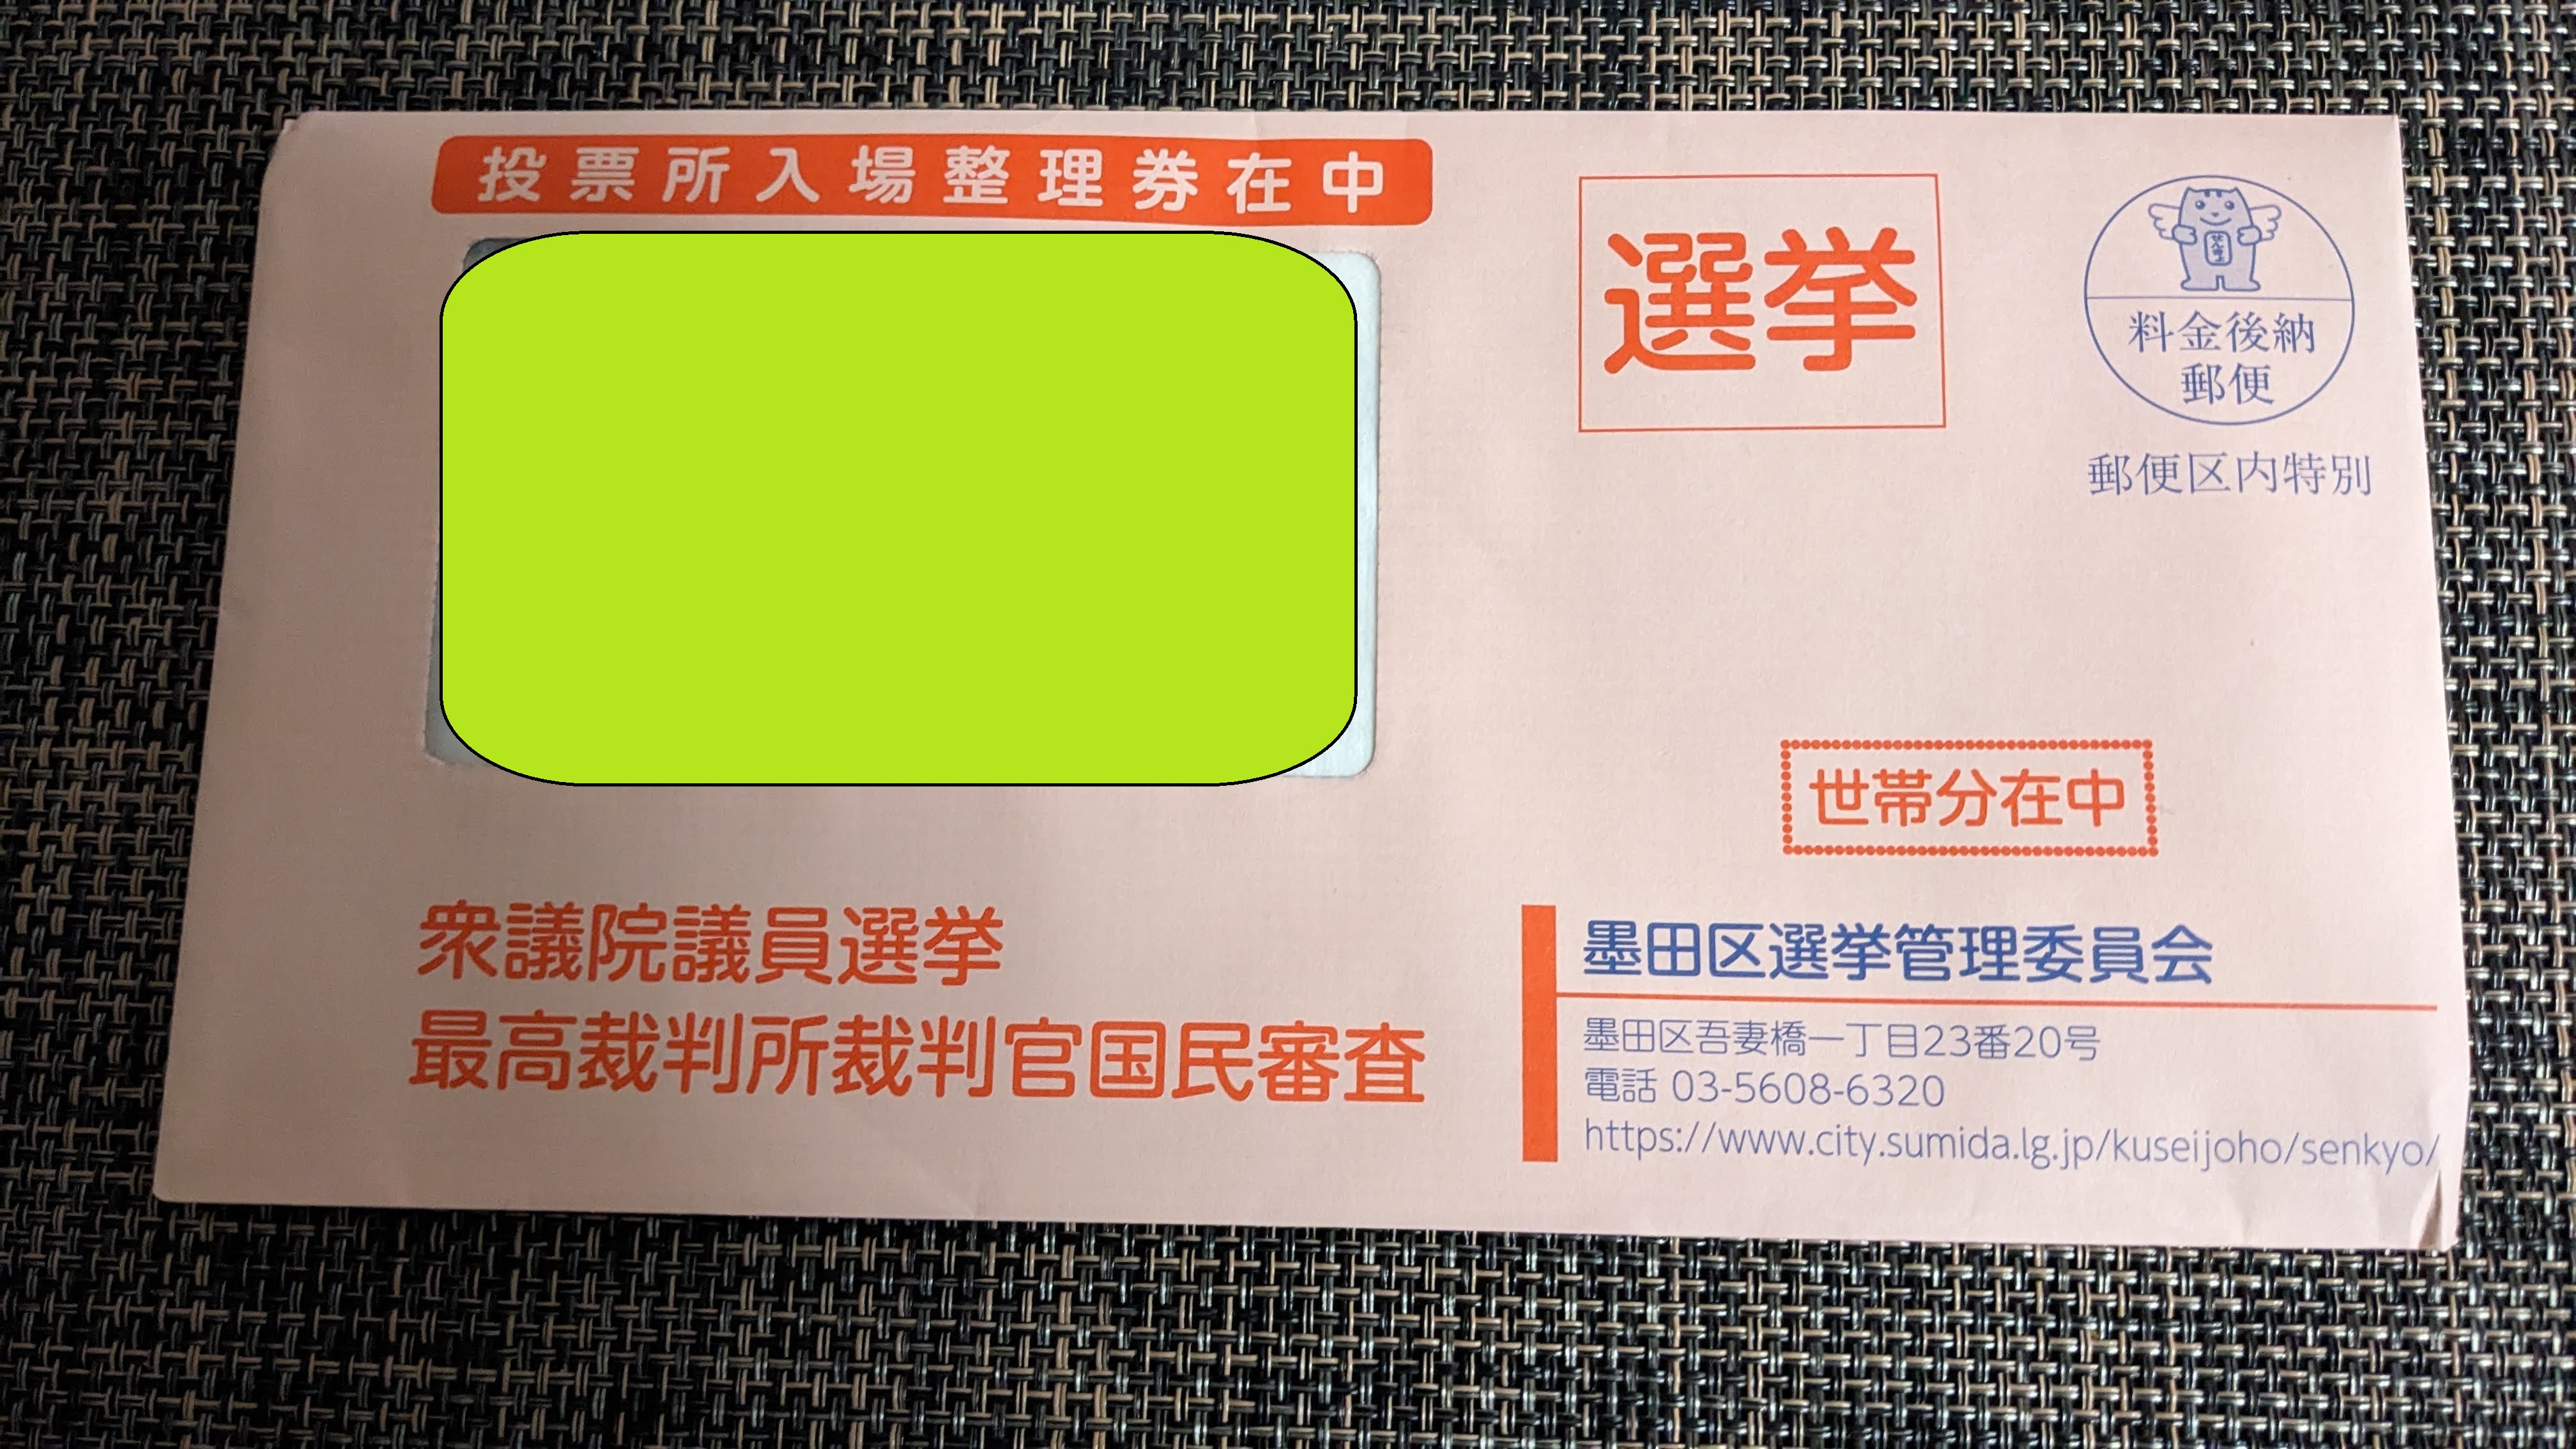 投票所入場整理券在中
選挙
せんきょ
料金後納
郵便
郵便区内特別
世帯分在中
衆議院議員選挙
最高裁判所裁判官国民審査
墨田区選挙管理委員会
墨田区吾妻橋一丁目23番20号
電話 03-5608-6320
https://www.city.sumida.lg.jp/kuseijoho/senkyo/